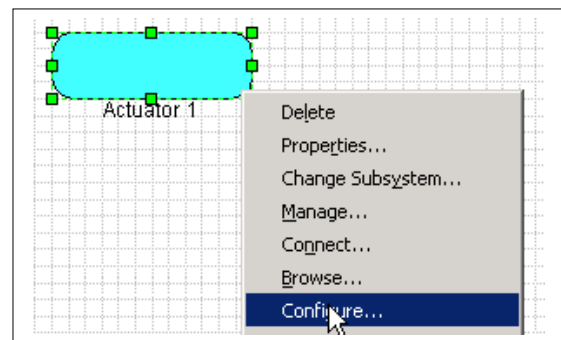 Actuator 1
Delete
Properties...
Change Subsystem...
Manage...
Connect...
Browse...
Configure...